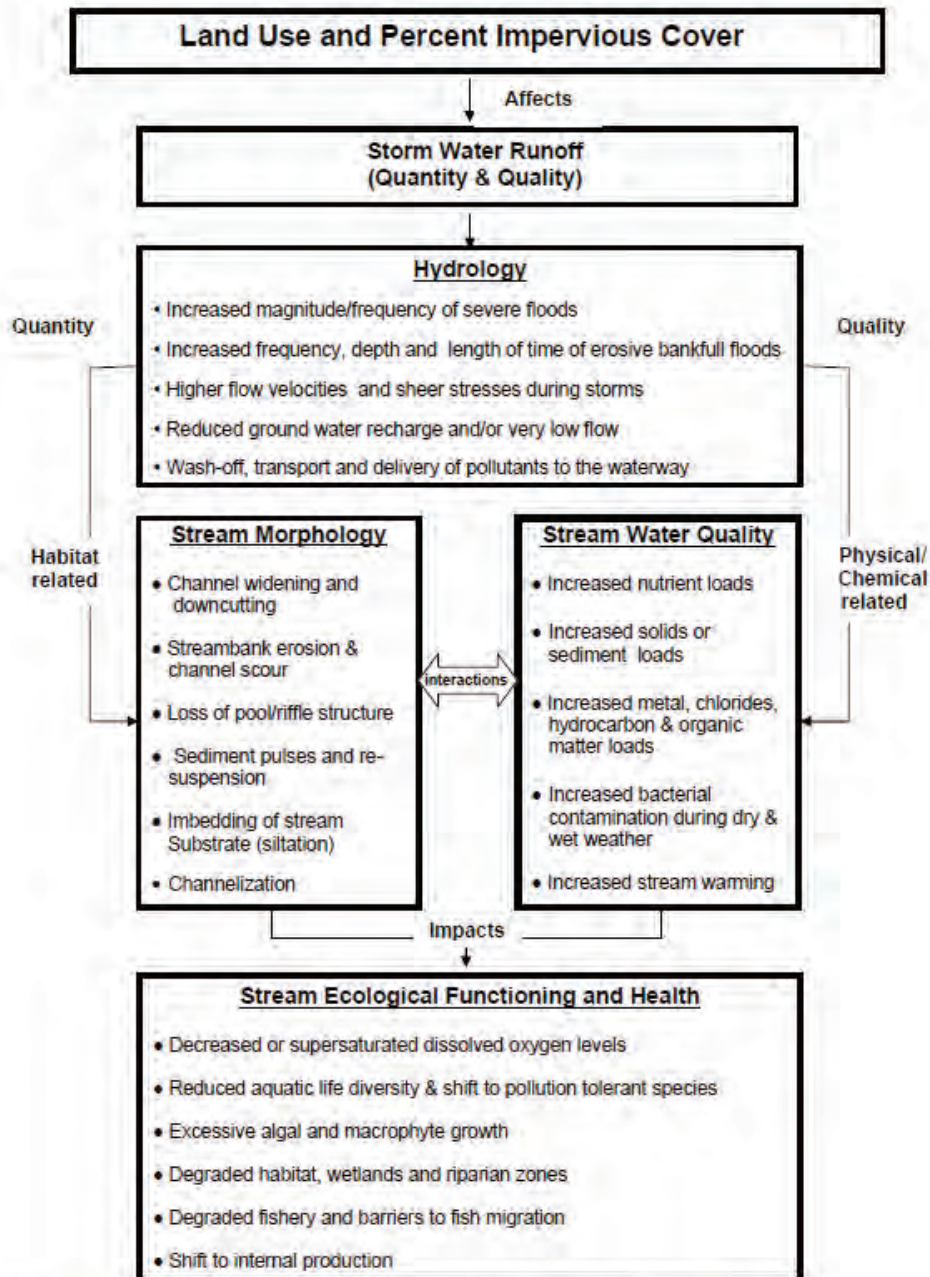 Land Use and Percent Impervious Cover
Affects
Storm Water Runoff
(Quantity & Quality)
Hydrology
• Increased magnitude/frequency of severe floods
• Increased frequency, depth and length of time of erosive bankfull floods
• Higher flow velocities and sheer stresses during storms
• Reduced ground water recharge and/or very low flow
• Wash-off, transport and delivery of pollutants to the waterway
Quantity
Quality
Habitat
related
Physical/
Chemical
related
Stream Morphology
• Channel widening and
downcutting
• Streambank erosion &
channel scour
• Loss of pool/riffle structure
• Sediment pulses and re-
suspension
• Imbedding of stream
Substrate (siltation)
• Channelization
interactions
Stream Water Quality
• Increased nutrient loads
• Increased solids or
sediment loads
• Increased metal, chlorides,
hydrocarbon & organic
matter loads
• Increased bacterial
contamination during dry &
wet weather
• Increased stream warming
Impacts
Stream Ecological Functioning and Health
• Decreased or supersaturated dissolved oxygen levels
• Reduced aquatic life diversity & shift to pollution tolerant species
• Excessive algal and macrophyte growth
• Degraded habitat, wetlands and riparian zones
• Degraded fishery and barriers to fish migration
• Shift to internal production